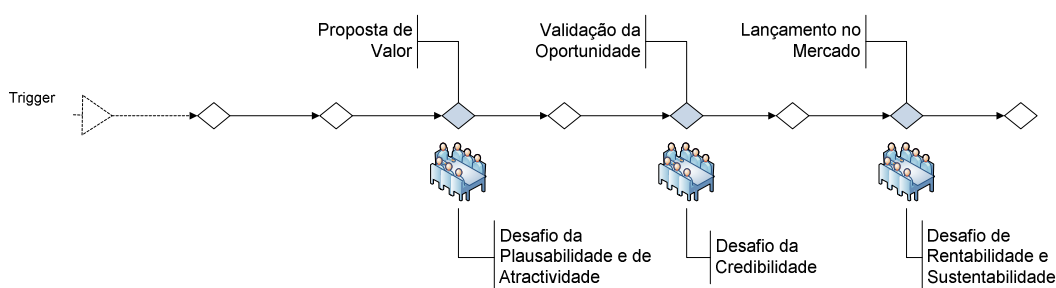 Proposta de
Valor
Validação da
Oportunidade
Lançamento no
Mercado
Trigger
Desafio da
Plausabilidade e de
Atractividade
Desafio da
Credibilidade
Desafio de
Rentabilidade e
Sustentabilidade